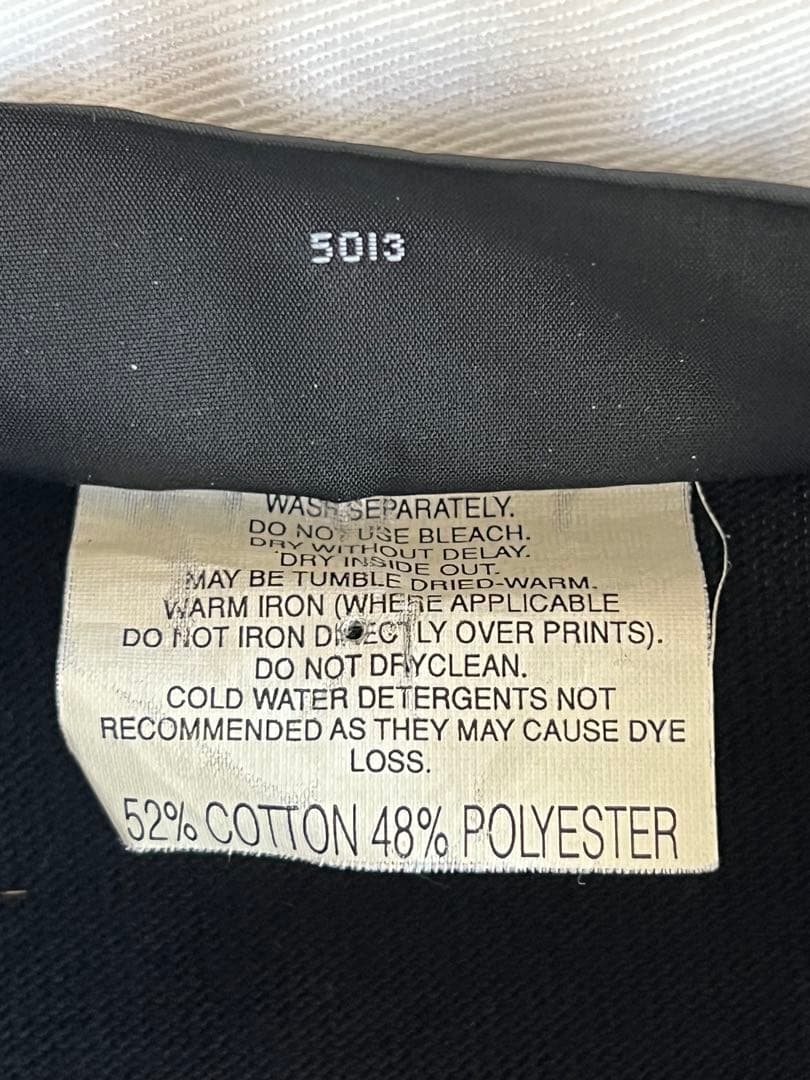 5013
WASH SEPARATELY.
DO NOT USE BLEACH.
DRY WITHOUT DELAY.
DRY INSIDE OUT.
MAY BE TUMBLE DRIED-WARM.
WARM IRON (WHERE APPLICABLE
DO NOT IRON DIRECTLY OVER PRINTS).
DO NOT DRYCLEAN.
COLD WATER DETERGENTS NOT
RECOMMENDED AS THEY MAY CAUSE DYE
LOSS.
52% COTTON 48% POLYESTER